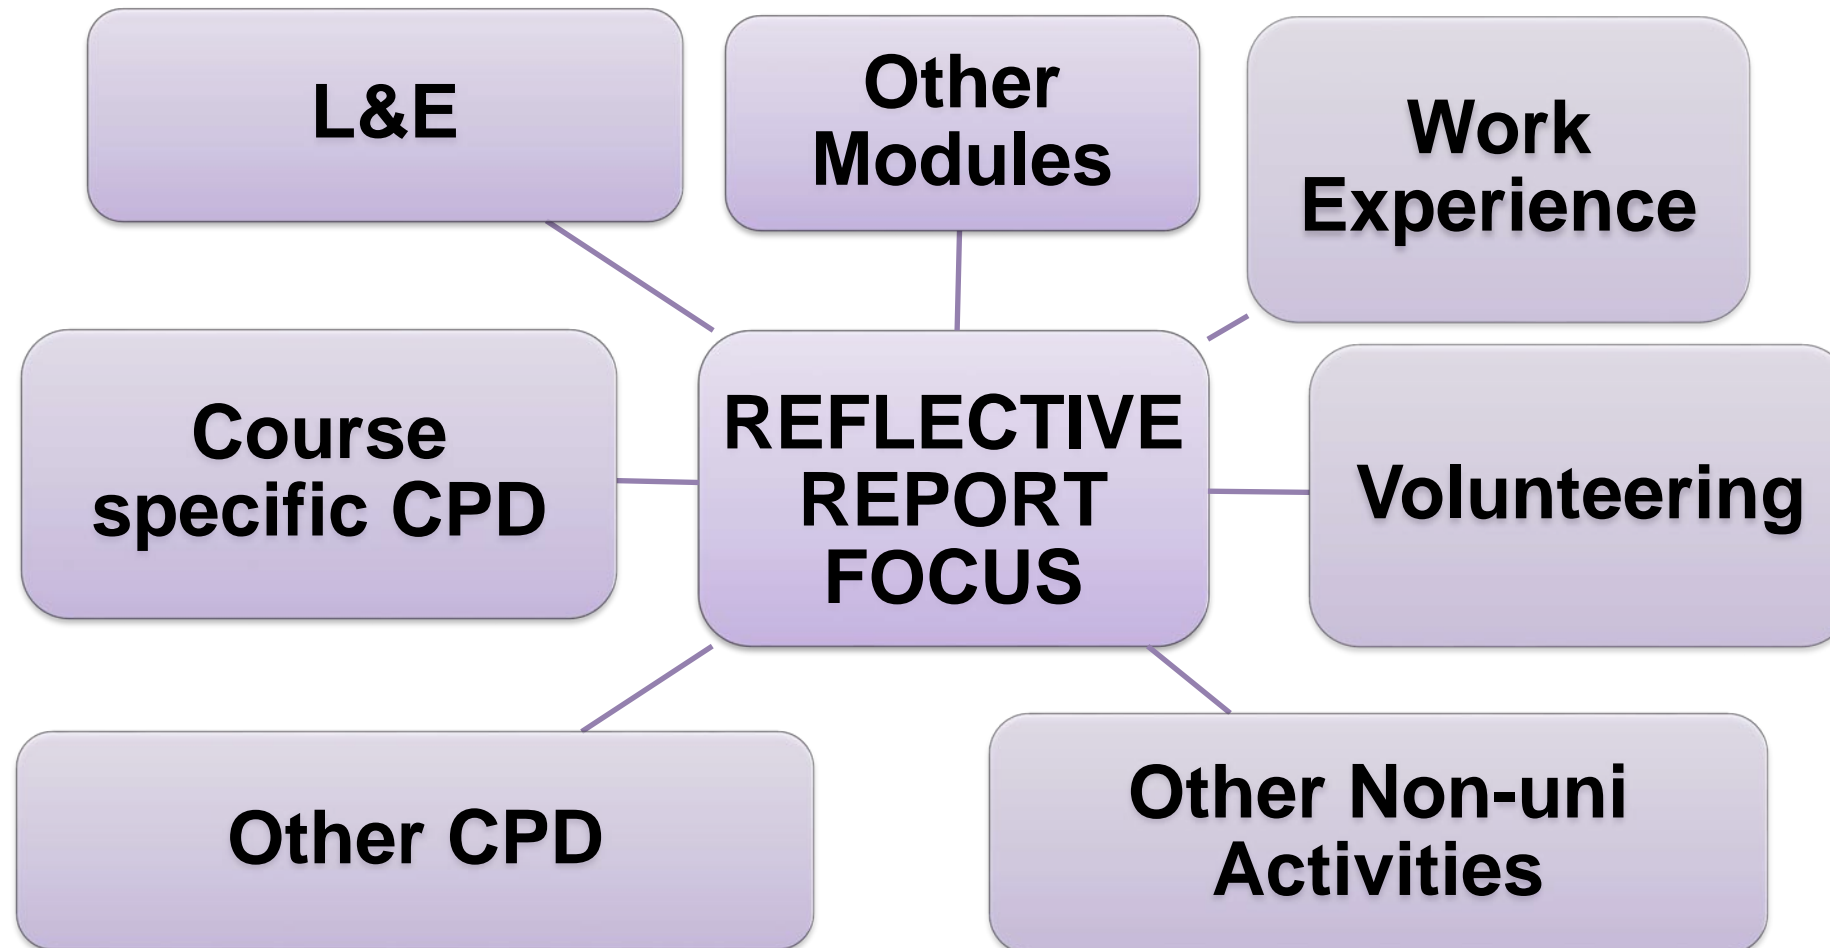 L&E
Other
Modules
Work
Experience
Course
specific CPD
REFLECTIVE
REPORT
FOCUS
Volunteering
Other CPD
Other Non-uni
Activities